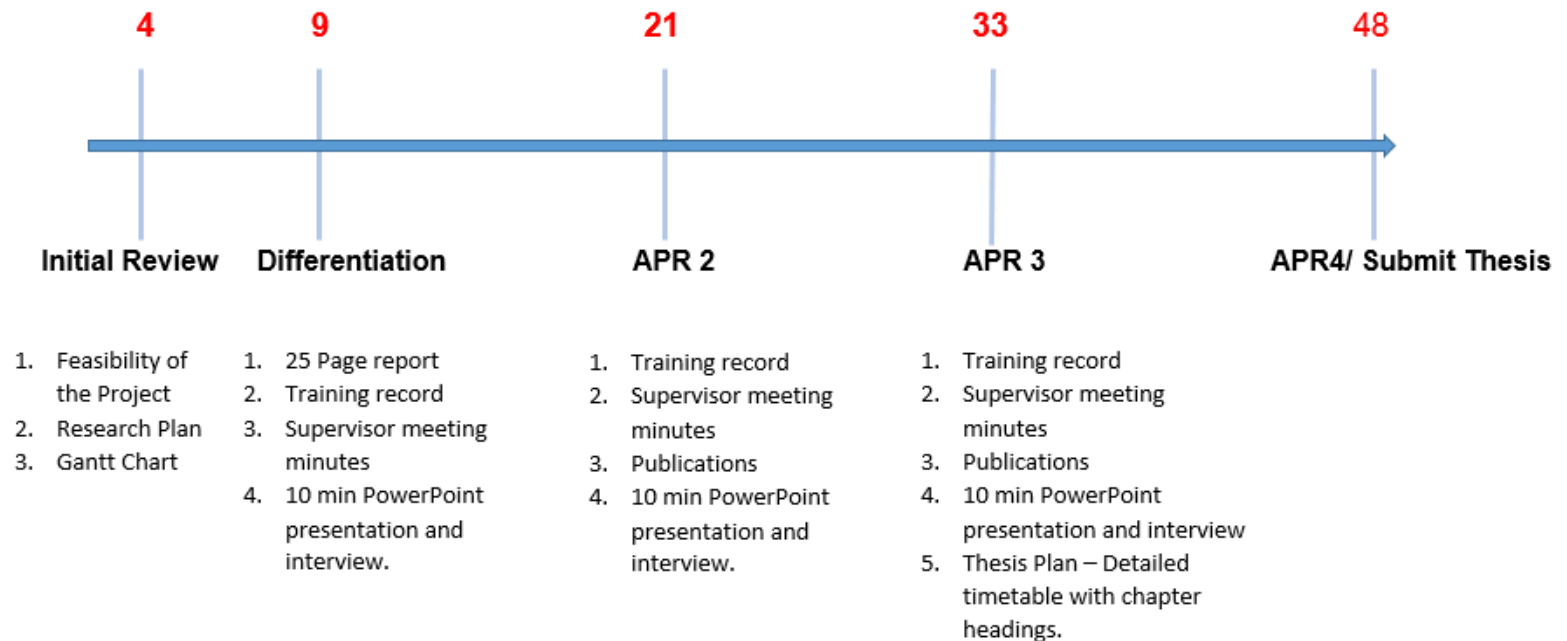 4
9
21
33
48
Initial Review
Differentiation
APR 2
APR 3
APR4/ Submit Thesis
1. Feasibility of
the Project
2. Research Plan
3. Gantt Chart
1. 25 Page report
2. Training record
3. Supervisor meeting
minutes
4. 10 min PowerPoint
presentation and
interview.
1. Training record
2. Supervisor meeting
minutes
3. Publications
4. 10 min PowerPoint
presentation and
interview.
1. Training record
2. Supervisor meeting
minutes
3. Publications
4. 10 min PowerPoint
presentation and interview
5. Thesis Plan – Detailed
timetable with chapter
headings.